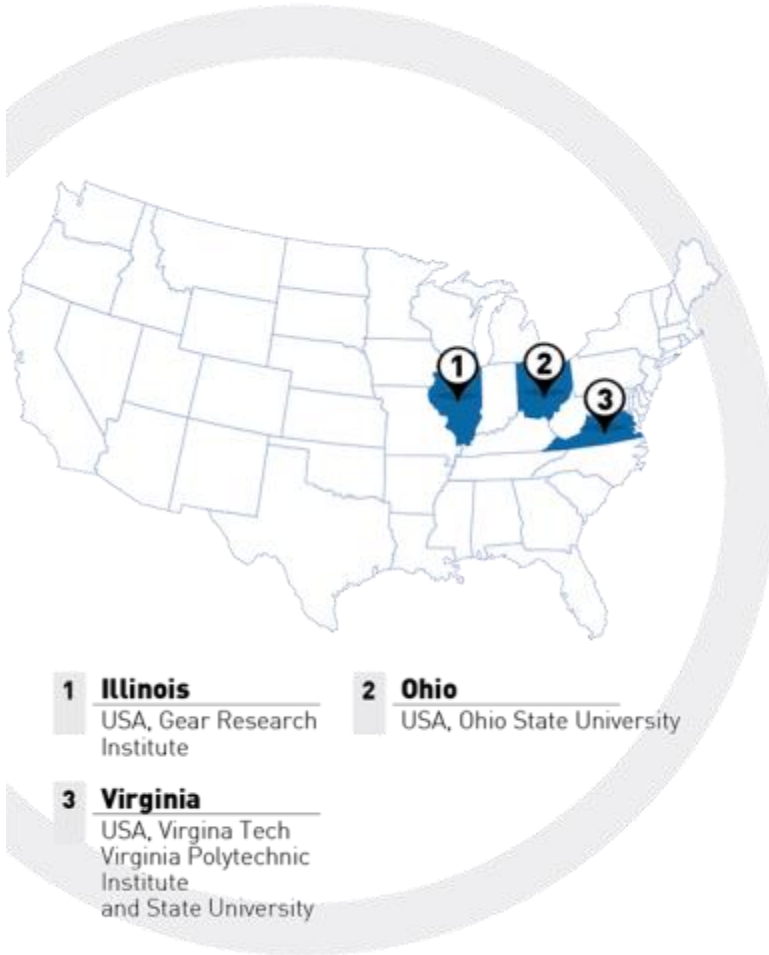 1
2
3
1 Illinois
USA, Gear Research
Institute
2 Ohio
USA, Ohio State University
3 Virginia
USA, Virgina Tech
Virginia Polytechnic
Institute
and State University